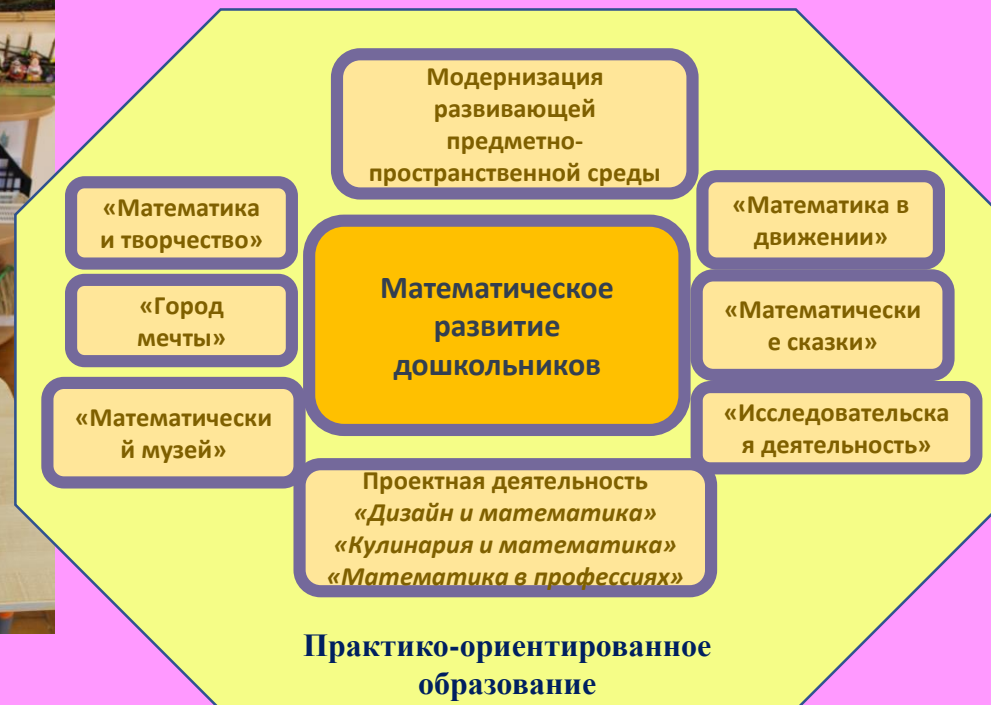 Модернизация
развивающей
предметно-
пространственной среды
«Математика
и творчество»
«Город
мечты»
«Математически
й музей»
Математическое
развитие
дошкольников
«Математика в
движении»
«Математически
е сказки»
«Исследовательска
я деятельность»
Проектная деятельность
«Дизайн и математика»
«Кулинария и математика»
«Математика в профессиях»
Практико-ориентированное
образование